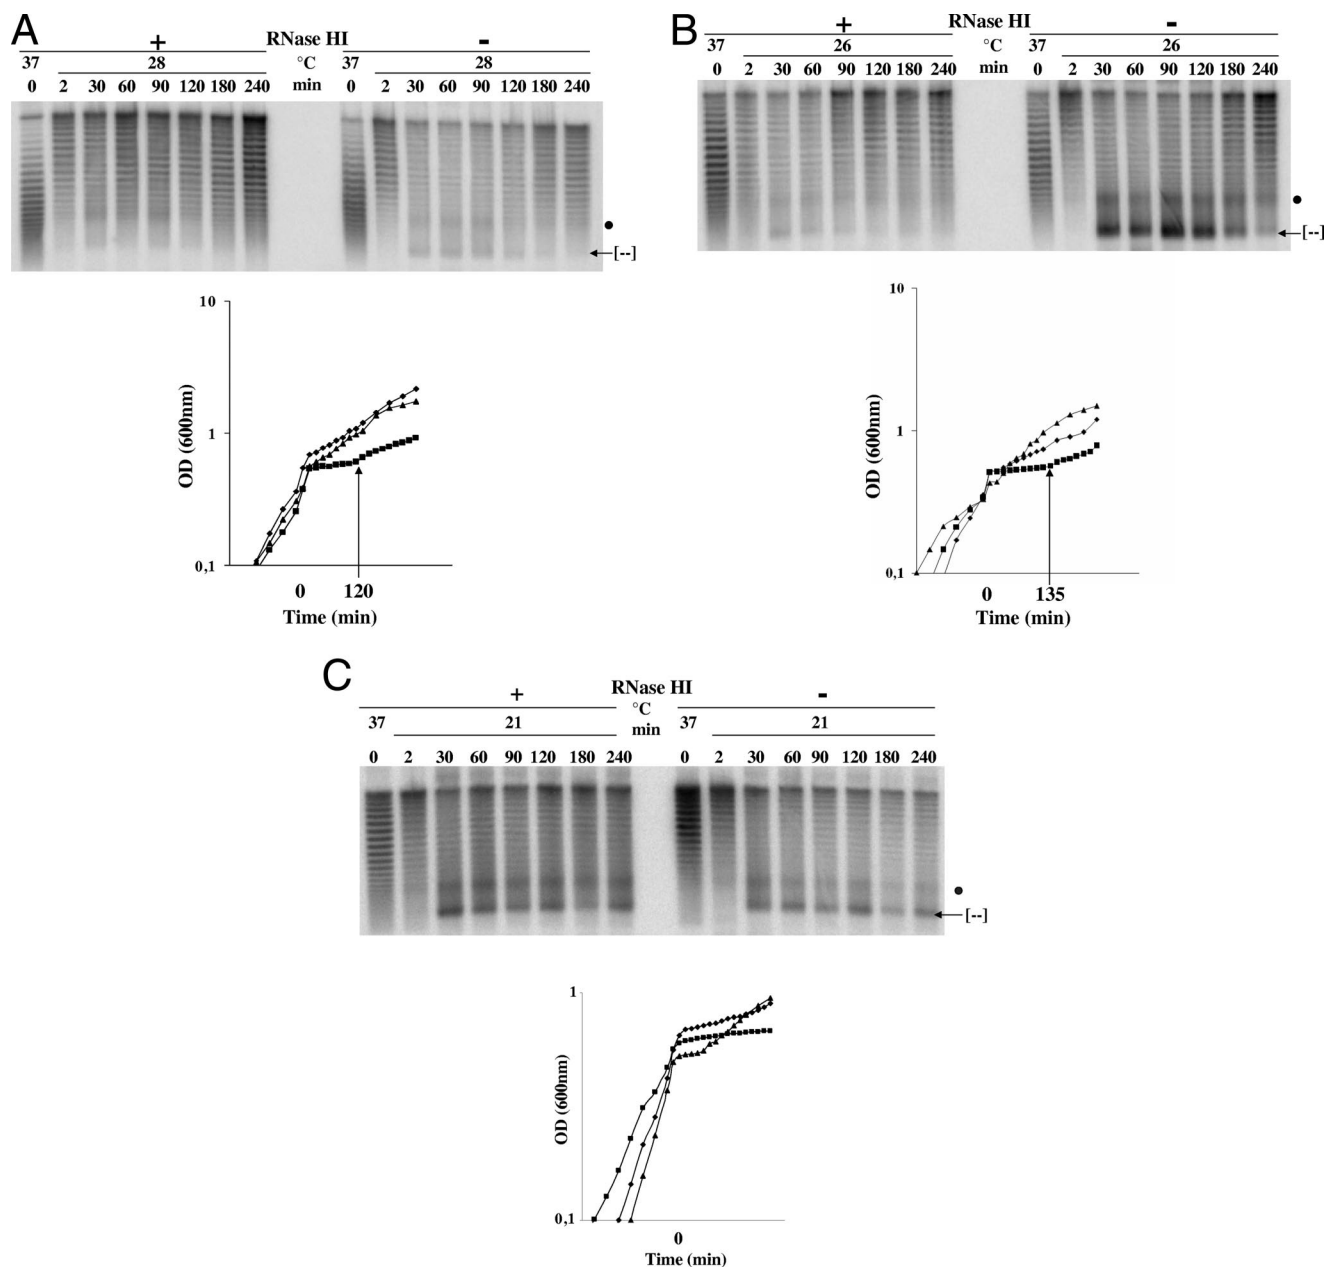 A
+ RNase HI -
37 28 °C 37 28
0 2 30 60 90 120 180 240 min 0 2 30 60 90 120 180 240
●
[--]
10
1
0,1
OD (600nm)
0 120
Time (min)
B
+ RNase HI -
37 26 °C 37 26
0 2 30 60 90 120 180 240 min 0 2 30 60 90 120 180 240
●
[--]
10
1
0,1
OD (600nm)
0 135
Time (min)
C
+ RNase HI -
37 21 °C 37 21
min
0 2 30 60 90 120 180 240 0 2 30 60 90 120 180 240
●
[--]
1
0,1
OD (600nm)
0
Time (min)